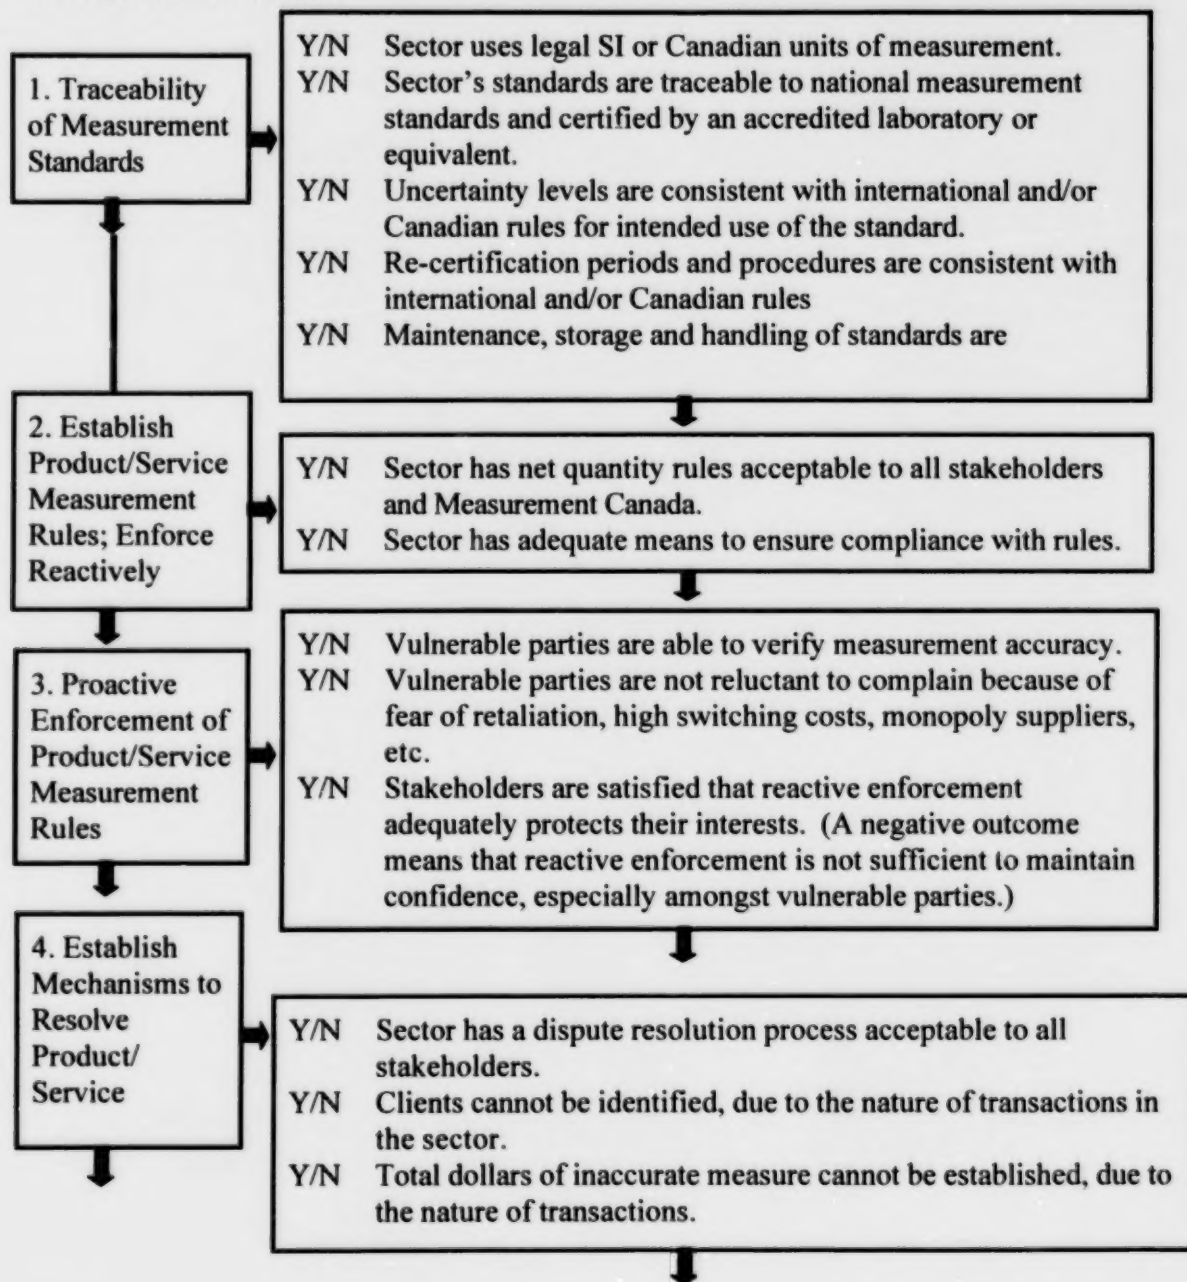 1. Traceability
of Measurement
Standards
Y/N Sector uses legal SI or Canadian units of measurement.
Y/N Sector's standards are traceable to national measurement
standards and certified by an accredited laboratory or
equivalent.
Y/N Uncertainty levels are consistent with international and/or
Canadian rules for intended use of the standard.
Y/N Re-certification periods and procedures are consistent with
international and/or Canadian rules
Y/N Maintenance, storage and handling of standards are
2. Establish
Product/Service
Measurement
Rules; Enforce
Reactively
Y/N Sector has net quantity rules acceptable to all stakeholders
and Measurement Canada.
Y/N Sector has adequate means to ensure compliance with rules.
3. Proactive
Enforcement of
Product/Service
Measurement
Rules
Y/N Vulnerable parties are able to verify measurement accuracy.
Y/N Vulnerable parties are not reluctant to complain because of
fear of retaliation, high switching costs, monopoly suppliers,
etc.
Y/N Stakeholders are satisfied that reactive enforcement
adequately protects their interests. (A negative outcome
means that reactive enforcement is not sufficient to maintain
confidence, especially amongst vulnerable parties.)
4. Establish
Mechanisms to
Resolve
Product/
Service
Y/N Sector has a dispute resolution process acceptable to all
stakeholders.
Y/N Clients cannot be identified, due to the nature of transactions in
the sector.
Y/N Total dollars of inaccurate measure cannot be established, due to
the nature of transactions.